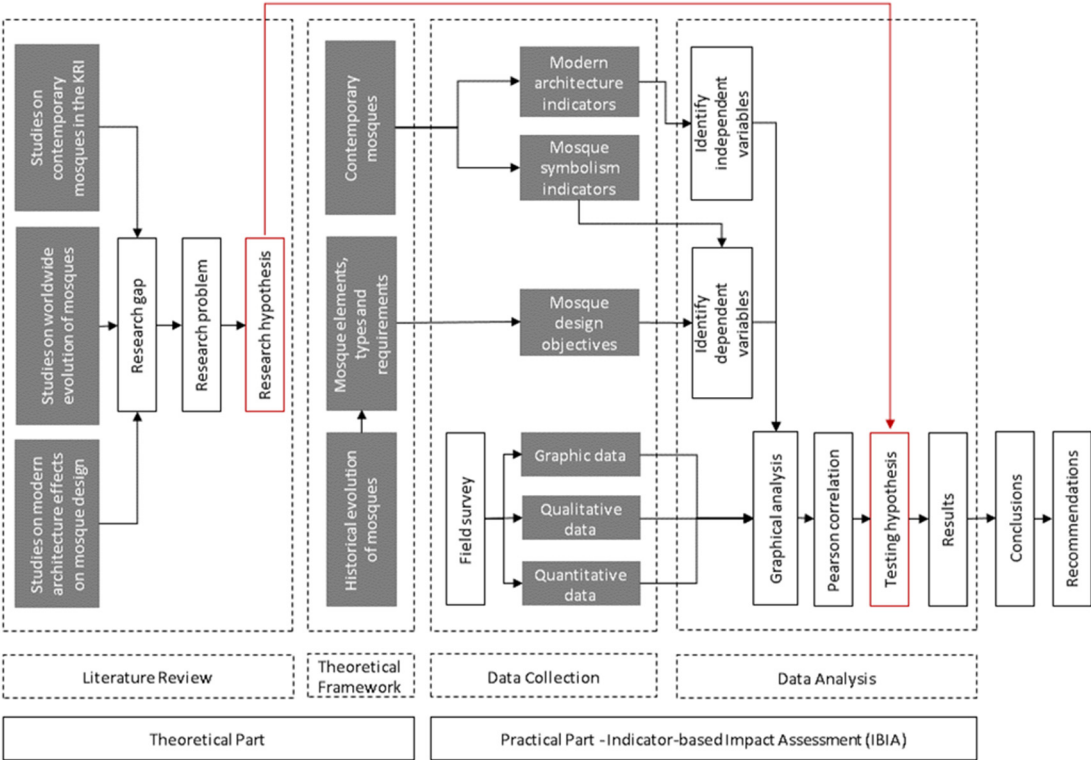 Studies on
contemporary
mosques in the KRI
Studies on worldwide
evolution of mosques
Studies on modern
architecture effects
on mosque design
Research gap
Research problem
Research hypothesis
Contemporary
mosques
Mosque elements,
types and
requirements
Historical evolution
of mosques
Modern
architecture
indicators
Mosque
symbolism
indicators
Mosque
design
objectives
Field survey
Graphic data
Qualitative
data
Quantitative
data
Identify
independent
variables
Identify
dependent
variables
Graphical analysis
Pearson correlation
Testing hypothesis
Results
Conclusions
Recommendations
Literature Review
Theoretical
Framework
Data Collection
Data Analysis
Theoretical Part
Practical Part - Indicator-based Impact Assessment (IBIA)